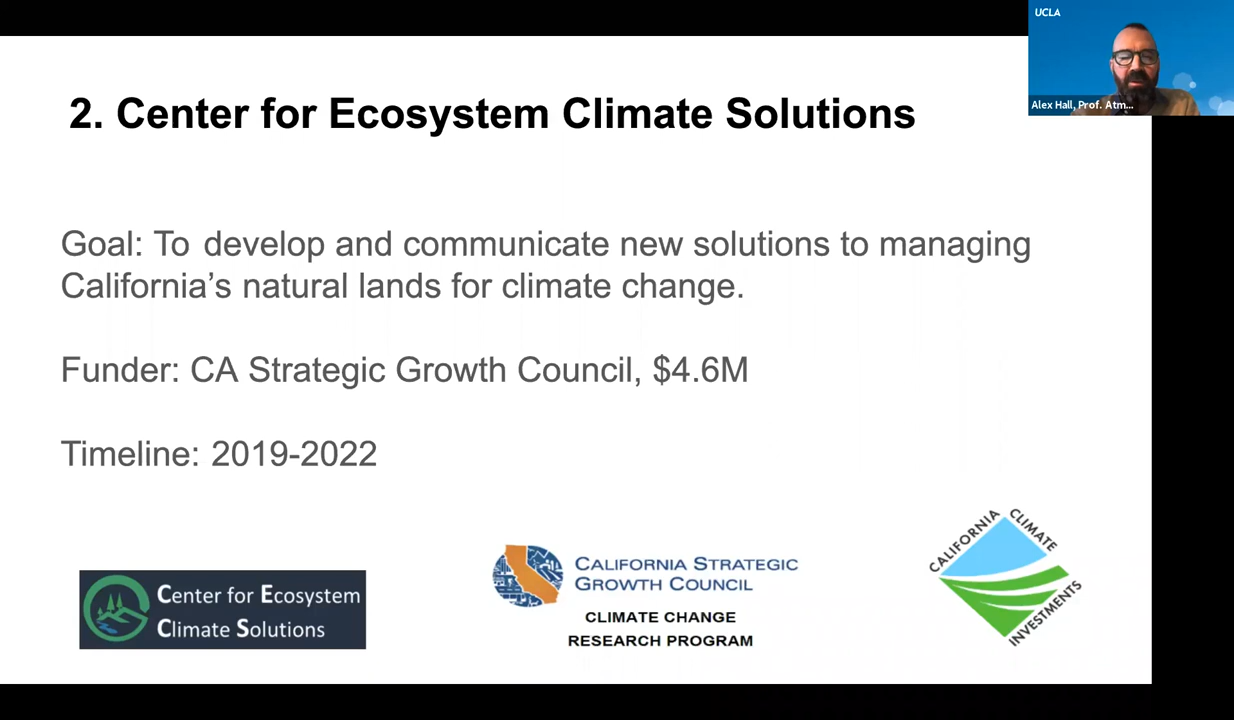 UCLA
Alex Hall, Prof. Atm...
2. Center for Ecosystem Climate Solutions
Goal: To develop and communicate new solutions to managing
California’s natural lands for climate change.
Funder: CA Strategic Growth Council, $4.6M
Timeline: 2019-2022
Center for Ecosystem
Climate Solutions
CALIFORNIA STRATEGIC
GROWTH COUNCIL
CLIMATE CHANGE
RESEARCH PROGRAM
CALIFORNIA
CLIMATE
INVESTMENTS